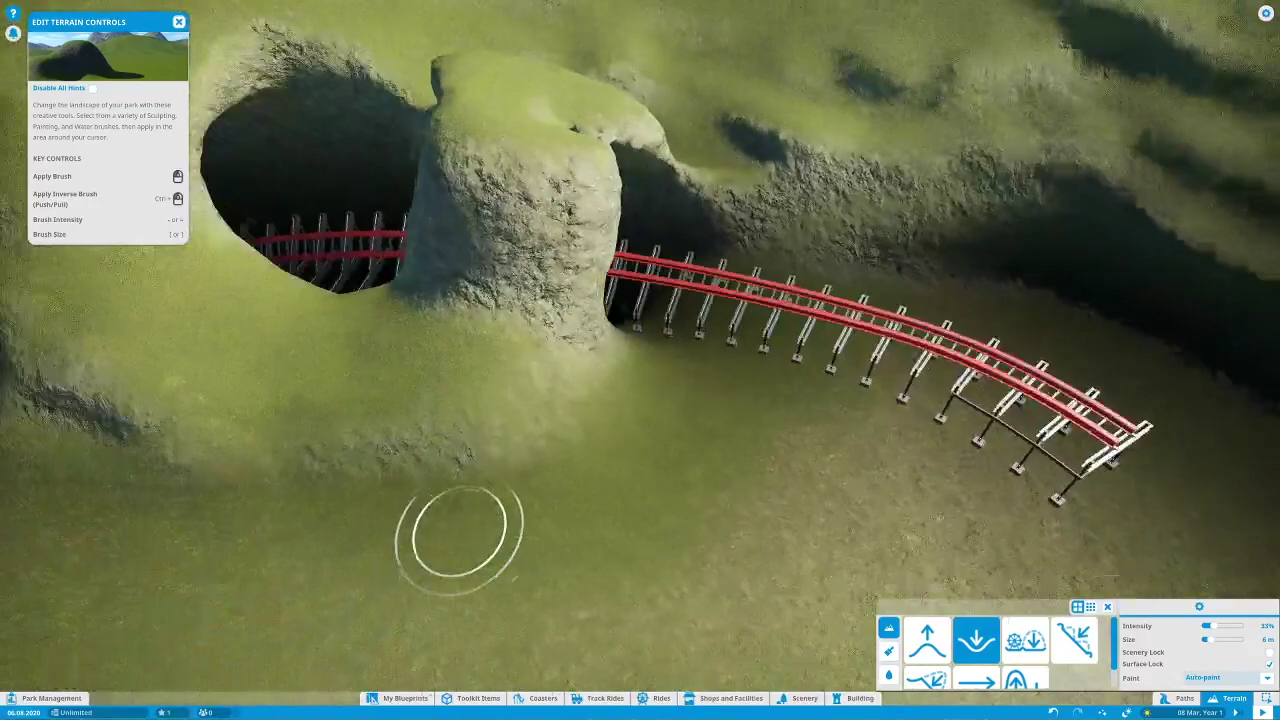 EDIT TERRAIN CONTROLS
Disable All Hints
Change the landscape of your park with these
creative tools. Select from a variety of Sculpting,
Painting, and Water brushes, then apply in the
area around your cursor.
KEY CONTROLS
Apply Brush
Apply Inverse Brush
(Push/Pull)
Ctrl +
Brush Intensity
- or =
Brush Size
[ or ]
Intensity
33%
Size
6 m
Scenery Lock
Surface Lock
Paint
Auto-paint
Park Management
My Blueprints
Toolkit Items
Coasters
Track Rides
Rides
Shops and Facilities
Scenery
Building
Paths
Terrain
06.08.2020
Unlimited
1
0
08 Mar, Year 1